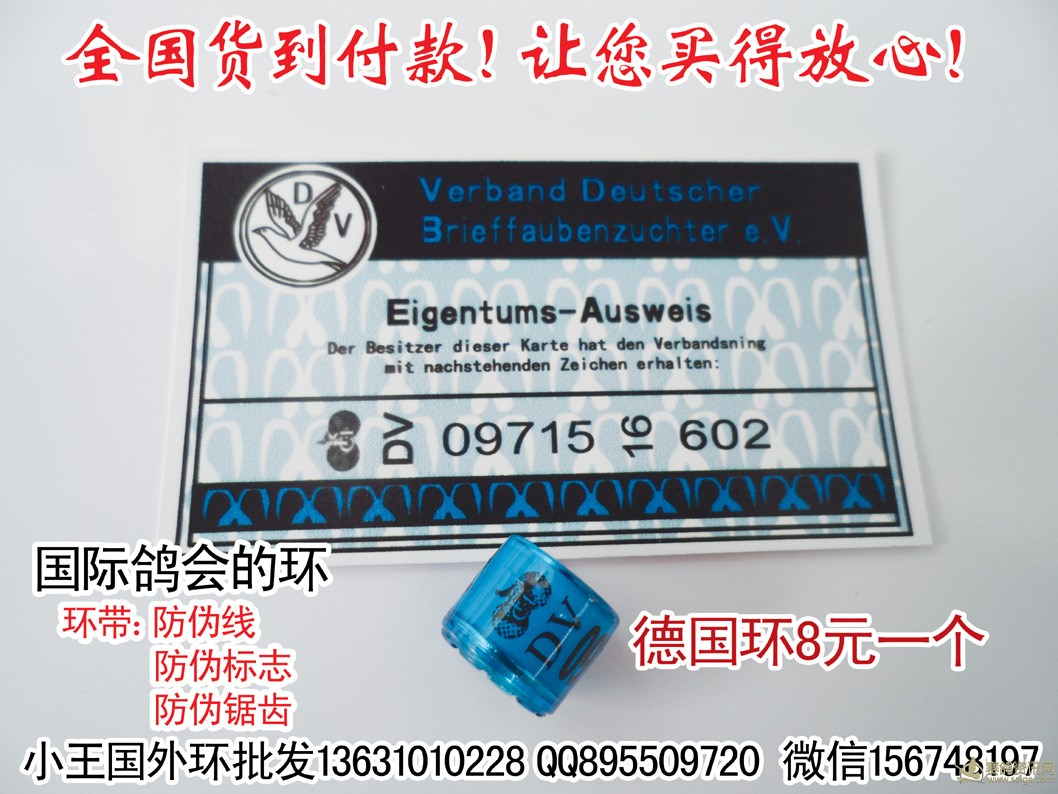 全国货到付款！让您买得放心！
D
V
Verband Deutscher
Brieffaubenzuchter e.V.
Eigentums-Ausweis
Der Besitzer dieser Karte hat den Verbandsning
mit nachstehenden Zeichen erhalten:
DV 09715 16 602
国际鸽会的环
环带: 防伪线
防伪标志
防伪锯齿
DV
德国环8元一个
小王国外环批发13631010228 QQ895509720 微信156748197